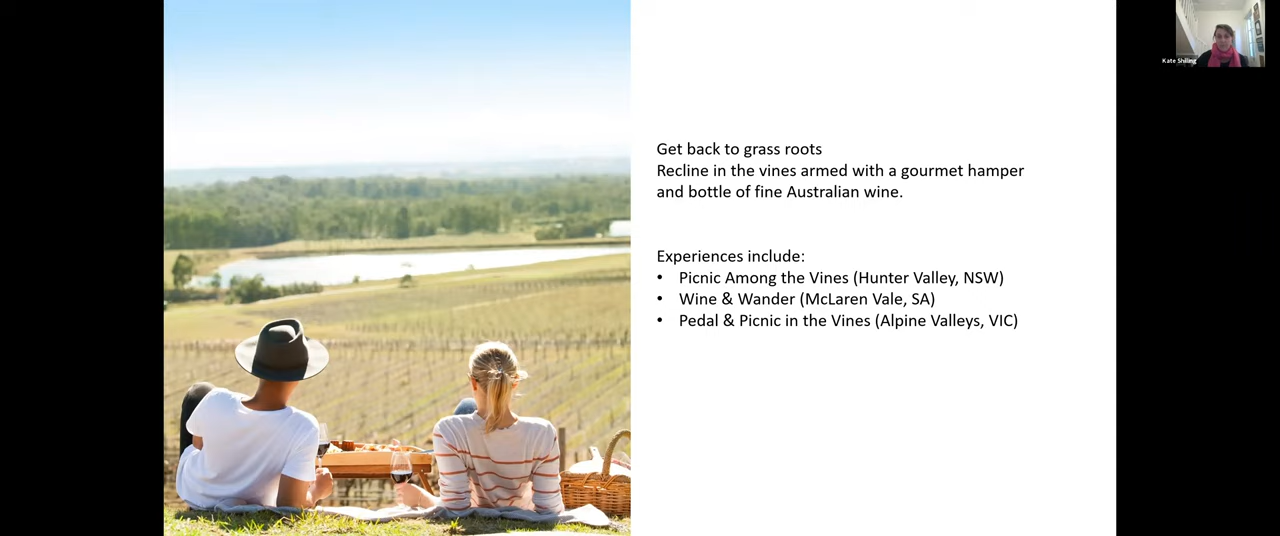 Get back to grass roots
Recline in the vines armed with a gourmet hamper
and bottle of fine Australian wine.
Experiences include:
• Picnic Among the Vines (Hunter Valley, NSW)
• Wine & Wander (McLaren Vale, SA)
• Pedal & Picnic in the Vines (Alpine Valleys, VIC)
Kate Shilling